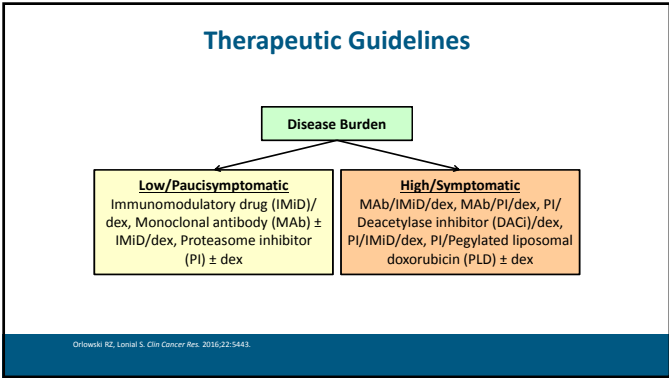 Therapeutic Guidelines
Disease Burden
Low/Paucisymptomatic
Immunomodulatory drug (IMiD)/
dex, Monoclonal antibody (MAb) ±
IMiD/dex, Proteasome inhibitor
(PI) ± dex
High/Symptomatic
MAb/IMiD/dex, MAb/PI/dex, PI/
Deacetylase inhibitor (DACi)/dex,
PI/IMiD/dex, PI/Pegylated liposomal
doxorubicin (PLD) ± dex
Orlowski RZ, Lonial S. Clin Cancer Res. 2016;22:5443.